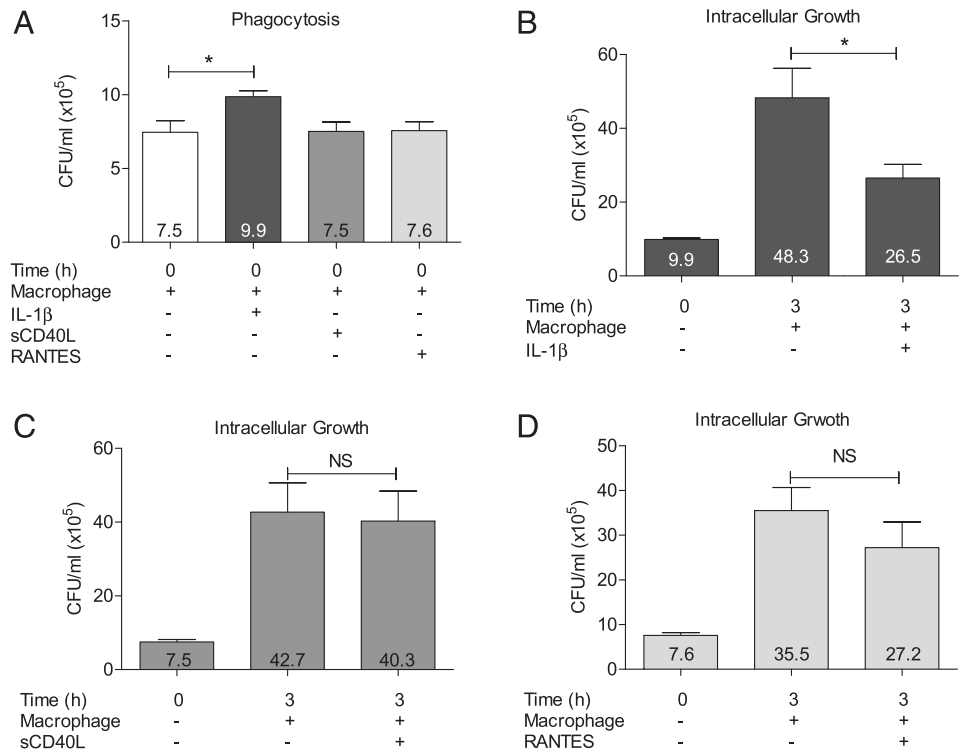 A
Phagocytosis
CFU/ml (x10⁵)
15
10
5
0
*
7.5 9.9 7.5 7.6
Time (h) 0 0 0 0
Macrophage + + + +
IL-1β - + - -
sCD40L - - + -
RANTES - - - +
B
Intracellular Growth
CFU/ml (x10⁵)
60
40
20
0
*
9.9 48.3 26.5
Time (h) 0 3 3
Macrophage - + +
IL-1β - - +
C
Intracellular Growth
CFU/ml (x10⁵)
60
40
20
0
NS
7.5 42.7 40.3
Time (h) 0 3 3
Macrophage - + +
sCD40L - - +
D
Intracellular Grwoth
CFU/ml (x10⁵)
50
40
30
20
10
0
NS
7.6 35.5 27.2
Time (h) 0 3 3
Macrophage - + +
RANTES - - +